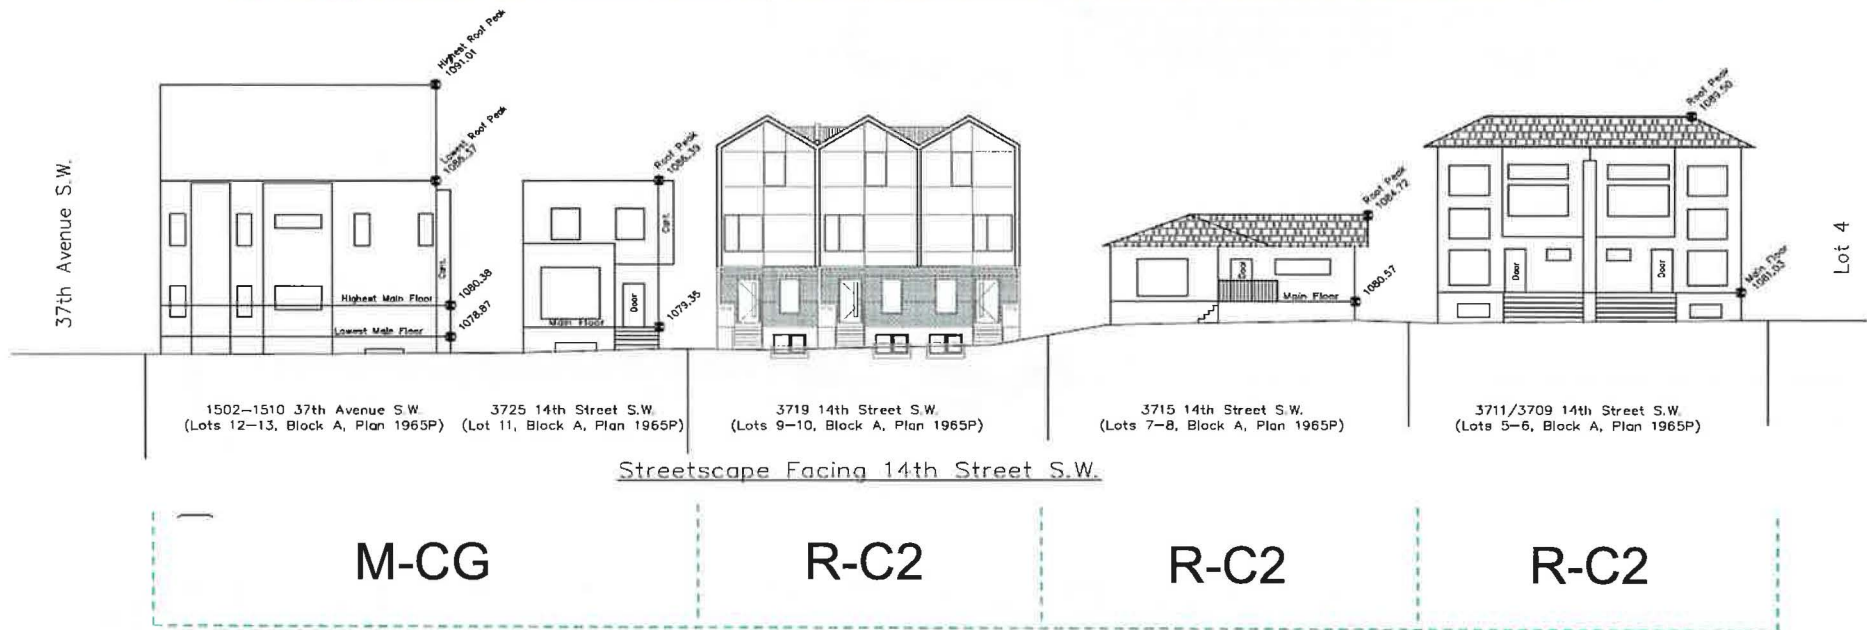 37th Avenue S.W.
Highest Roof Peak
1091.01
Lowest Roof Peak
1086.37
Cant.
Highest Main Floor
1080.38
Lowest Main Floor
1078.87
Roof Peak
1086.39
Cant.
Door
Main Floor
1079.35
Roof Peak
1084.72
Door
Main Floor
1080.57
Roof Peak
1089.50
Door
Door
Main Floor
1081.03
Lot 4
1502-1510 37th Avenue S.W.
(Lots 12-13, Block A, Plan 1965P)
3725 14th Street S.W.
(Lot 11, Block A, Plan 1965P)
3719 14th Street S.W.
(Lots 9-10, Block A, Plan 1965P)
3715 14th Street S.W.
(Lots 7-8, Block A, Plan 1965P)
3711/3709 14th Street S.W.
(Lots 5-6, Block A, Plan 1965P)
Streetscape Facing 14th Street S.W.
M-CG
R-C2
R-C2
R-C2